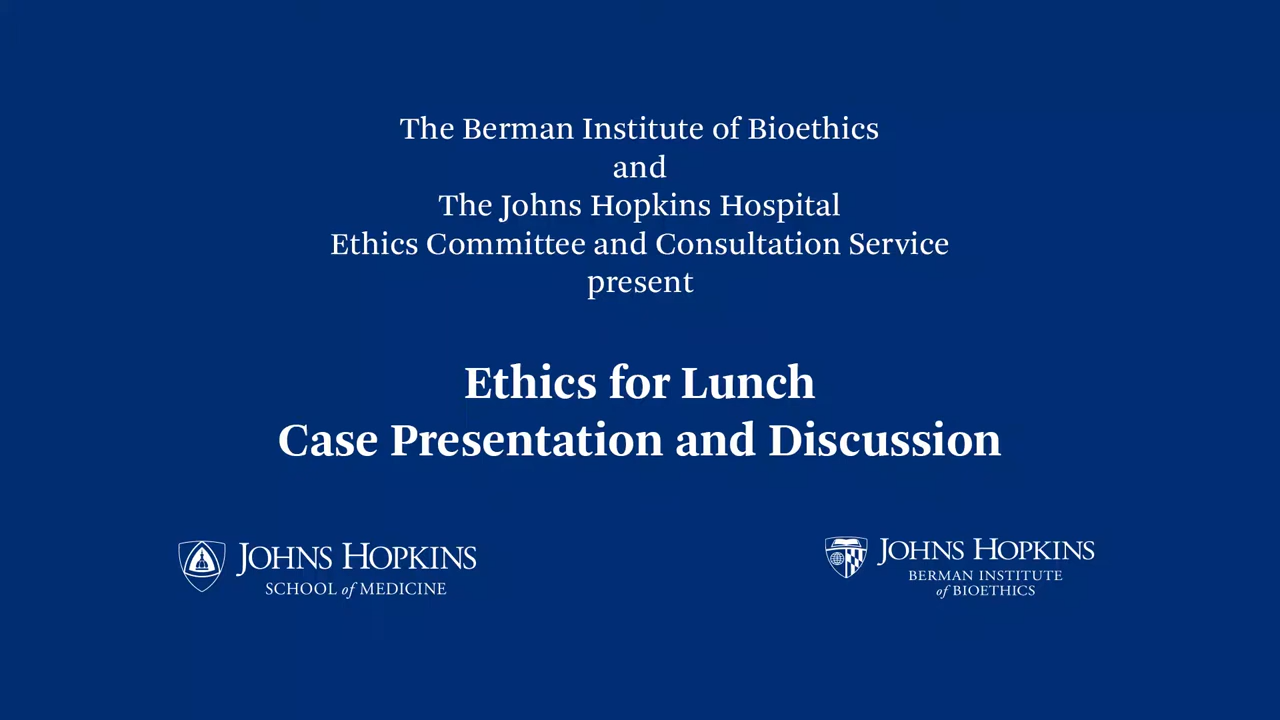 The Berman Institute of Bioethics
and
The Johns Hopkins Hospital
Ethics Committee and Consultation Service
present
Ethics for Lunch
Case Presentation and Discussion
JOHNS HOPKINS
SCHOOL of MEDICINE
JOHNS HOPKINS
BERMAN INSTITUTE
of BIOETHICS